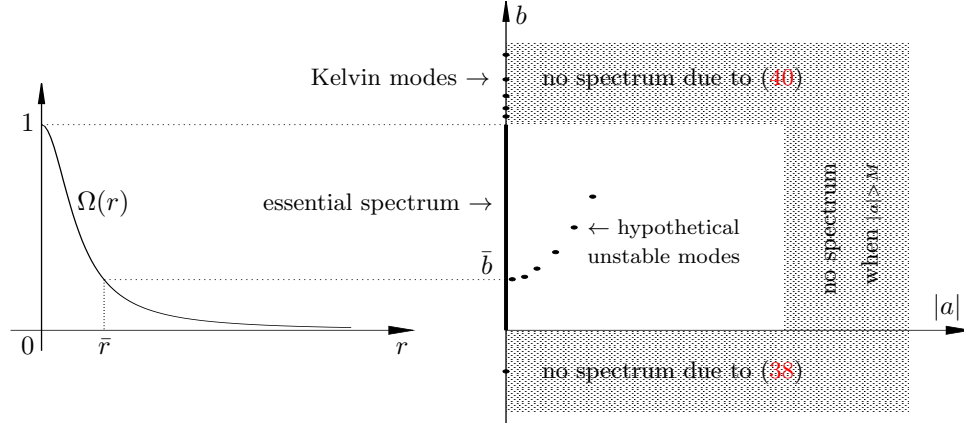 b
Kelvin modes →
no spectrum due to (40)
1
Ω(r)
essential spectrum →
← hypothetical
unstable modes
no spectrum
when |a|> M
b̄
|a|
0
r̄
r
no spectrum due to (38)